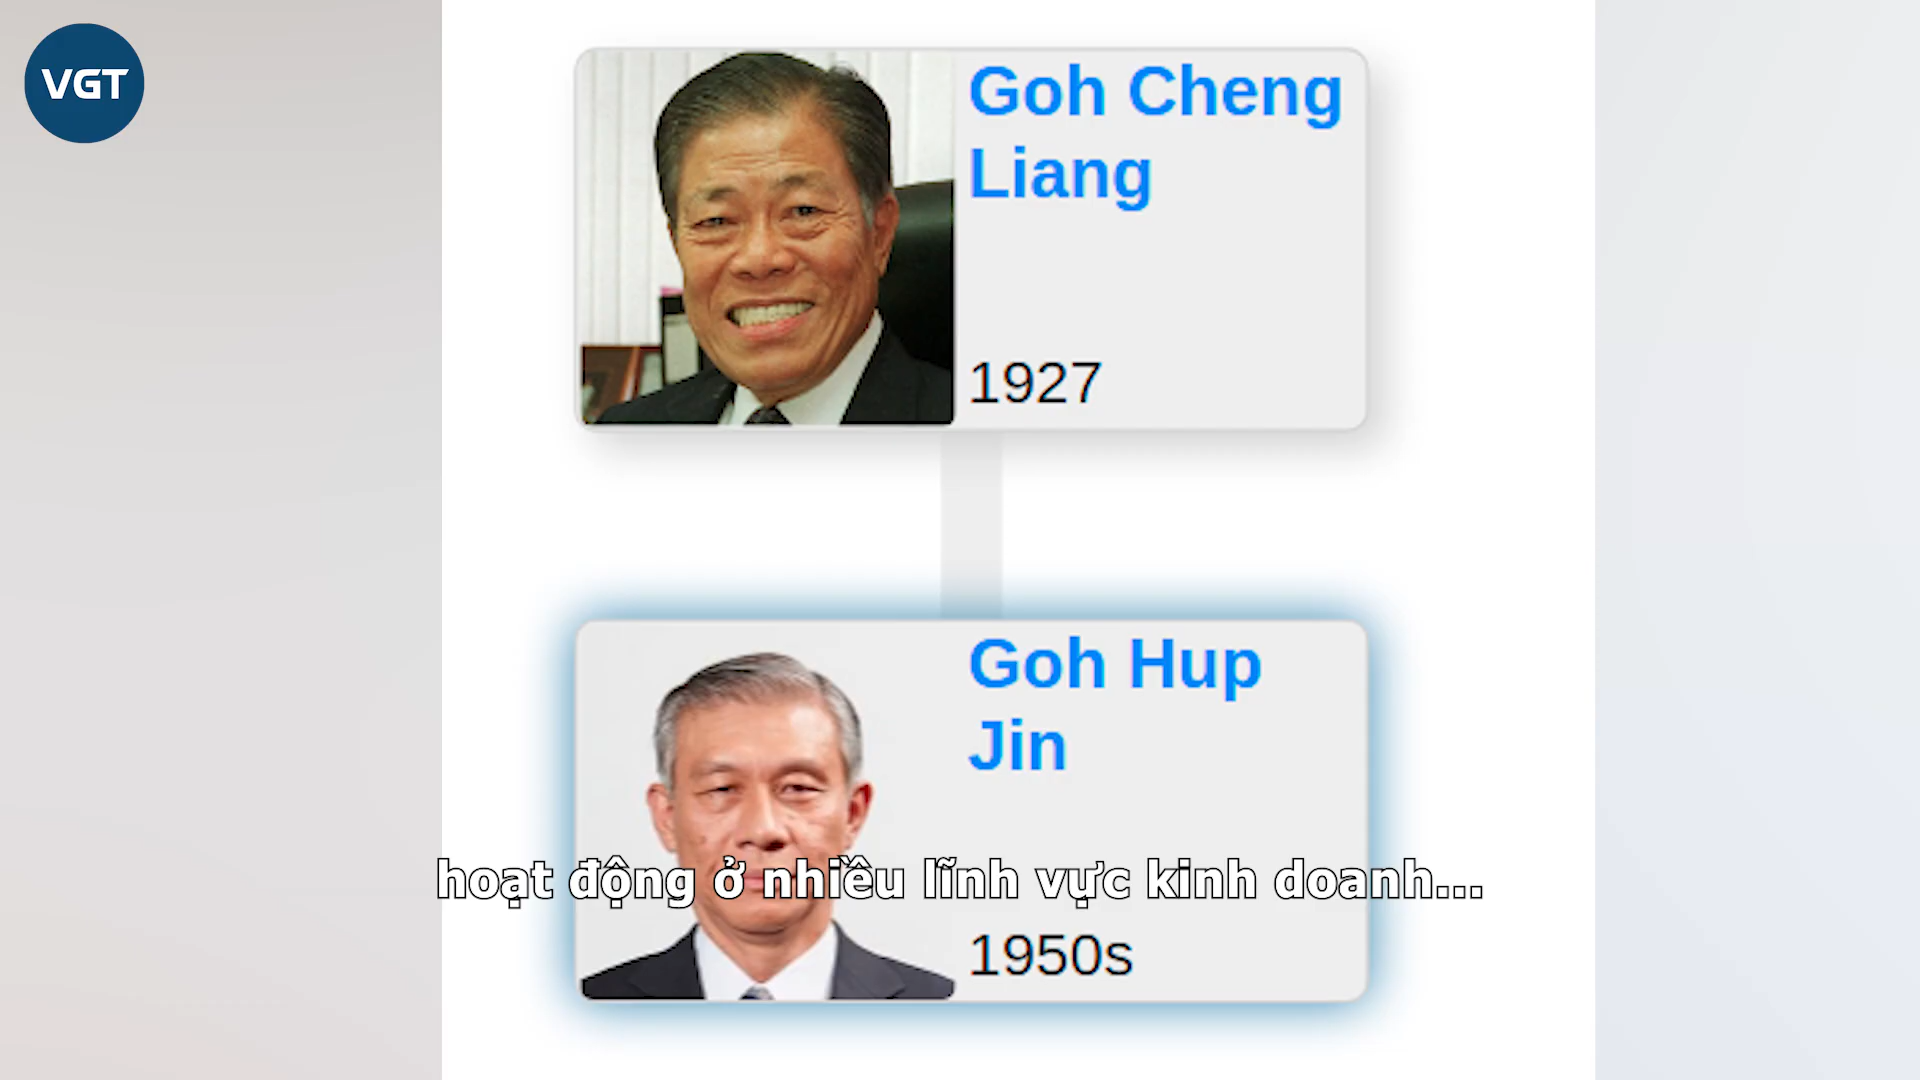 VGT
Goh Cheng
Liang
1927
Goh Hup
Jin
hoạt động ở nhiều lĩnh vực kinh doanh...
1950s